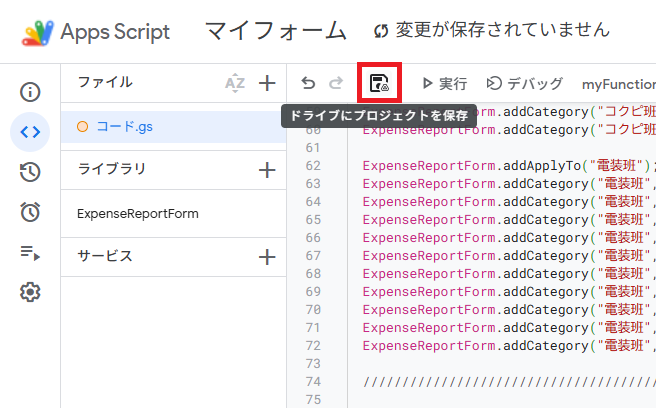 Apps Script マイフォーム 変更が保存されていません
ファイル AZ
実行 デバッグ myFunction
ドライブにプロジェクトを保存
コード.gs
ライブラリ
ExpenseReportForm
サービス
ExpenseReportForm.addCategory("コクピ班
60 ExpenseReportForm.addCategory("コクピ班
61
62 ExpenseReportForm.addApplyTo("電装班");
63 ExpenseReportForm.addCategory("電装班",
64 ExpenseReportForm.addCategory("電装班",
65 ExpenseReportForm.addCategory("電装班",
66 ExpenseReportForm.addCategory("電装班",
67 ExpenseReportForm.addCategory("電装班",
68 ExpenseReportForm.addCategory("電装班",
69 ExpenseReportForm.addCategory("電装班",
70 ExpenseReportForm.addCategory("電装班",
71 ExpenseReportForm.addCategory("電装班",
72 ExpenseReportForm.addCategory("電装班",
73
74 //////////////////////////////////////
75